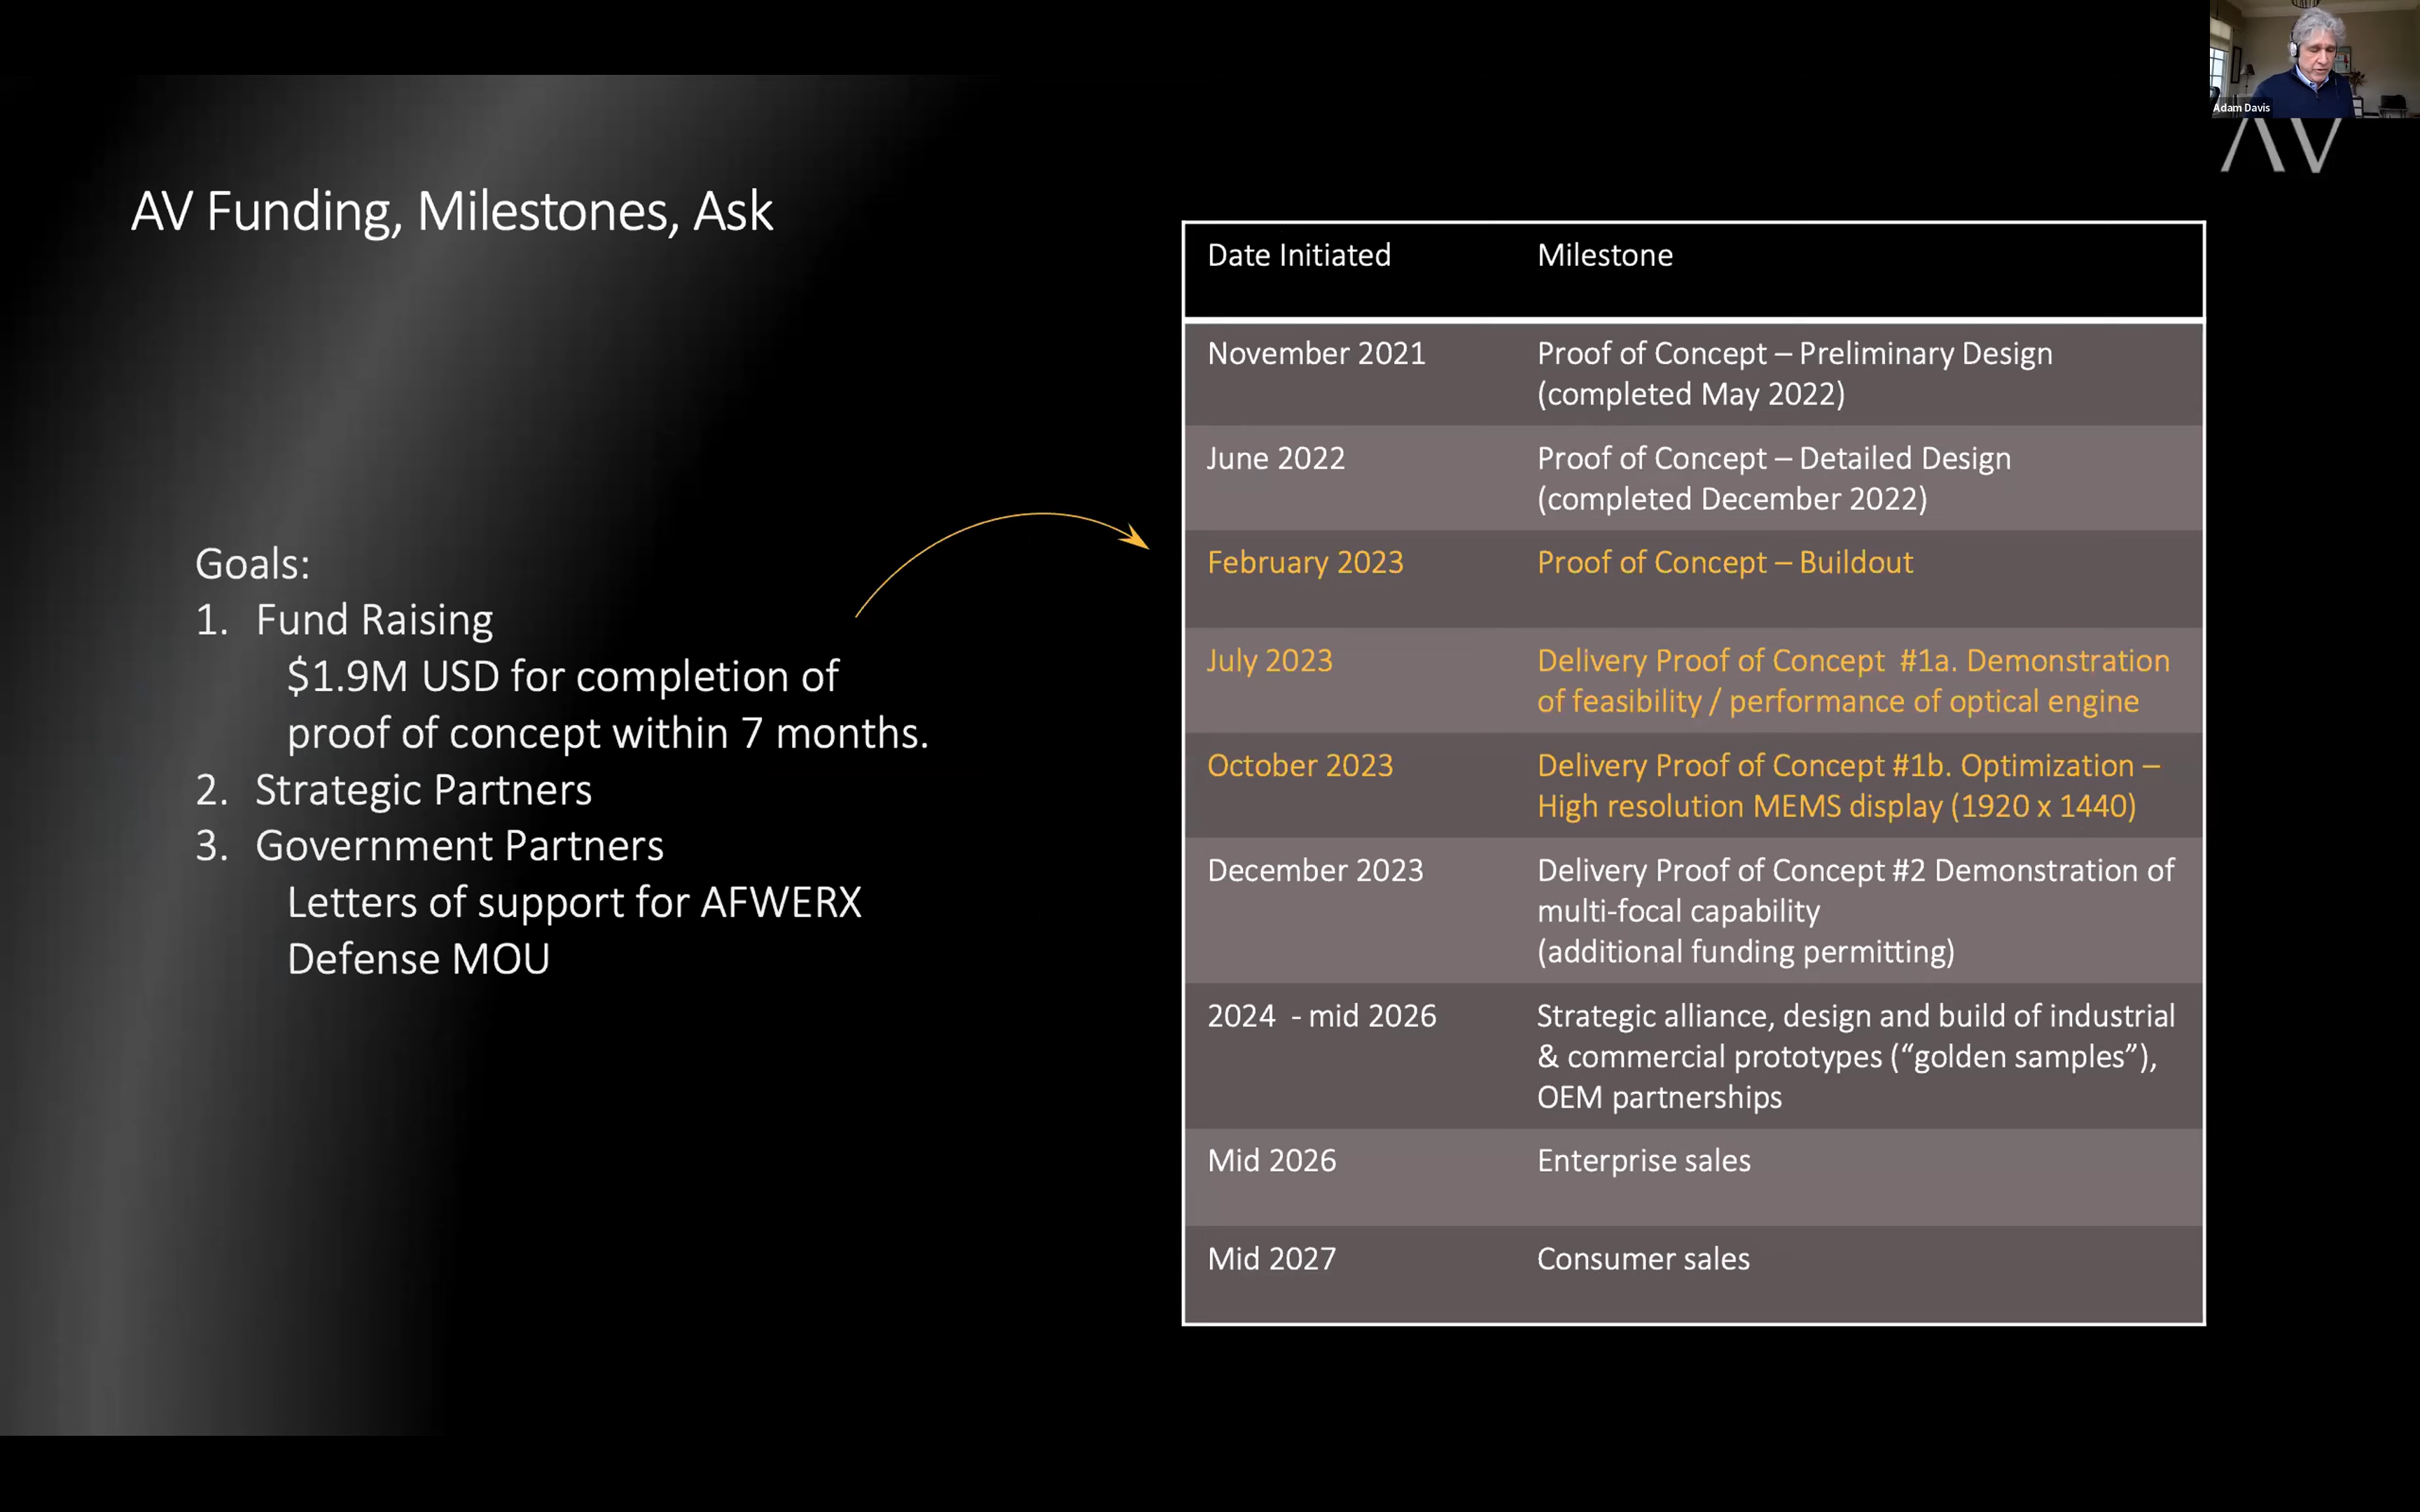 Adam Davis
AV
AV Funding, Milestones, Ask
Goals:
1. Fund Raising
$1.9M USD for completion of
proof of concept within 7 months.
2. Strategic Partners
3. Government Partners
Letters of support for AFWERX
Defense MOU
Date Initiated Milestone
November 2021 Proof of Concept – Preliminary Design
(completed May 2022)
June 2022 Proof of Concept – Detailed Design
(completed December 2022)
February 2023 Proof of Concept – Buildout
July 2023 Delivery Proof of Concept #1a. Demonstration
of feasibility / performance of optical engine
October 2023 Delivery Proof of Concept #1b. Optimization –
High resolution MEMS display (1920 x 1440)
December 2023 Delivery Proof of Concept #2 Demonstration of
multi-focal capability
(additional funding permitting)
2024 - mid 2026 Strategic alliance, design and build of industrial
& commercial prototypes (“golden samples”),
OEM partnerships
Mid 2026 Enterprise sales
Mid 2027 Consumer sales